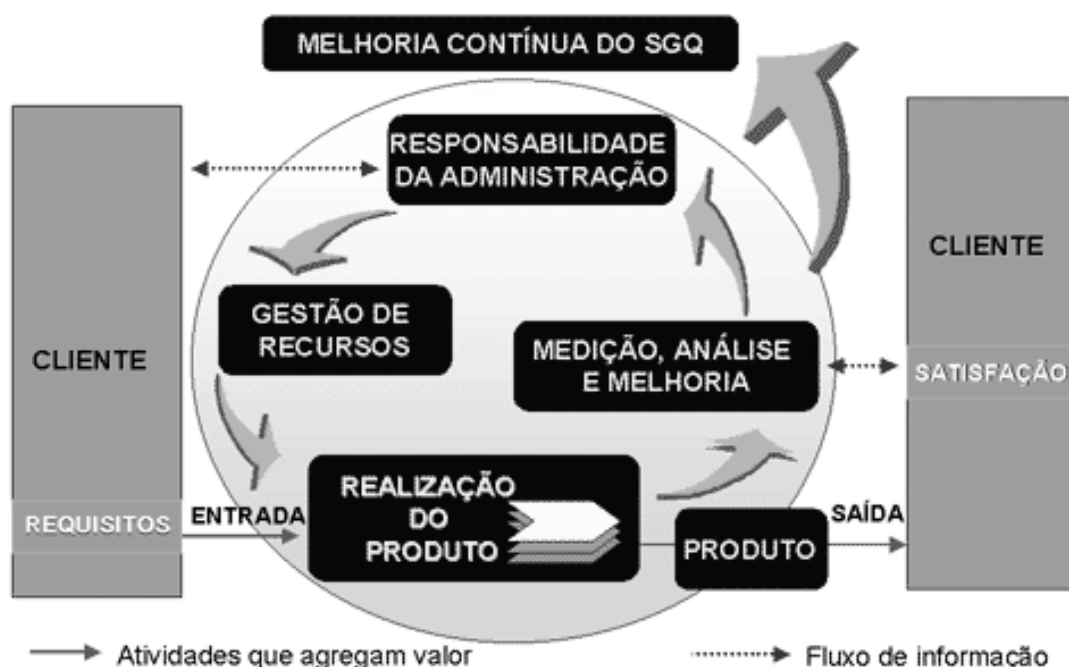 MELHORIA CONTÍNUA DO SGQ
RESPONSABILIDADE
DA ADMINISTRAÇÃO
CLIENTE
GESTÃO DE
RECURSOS
MEDIÇÃO, ANÁLISE
E MELHORIA
CLIENTE
SATISFAÇÃO
REQUISITOS
ENTRADA
REALIZAÇÃO
DO
PRODUTO
PRODUTO
SAÍDA
Atividades que agregam valor
Fluxo de informação